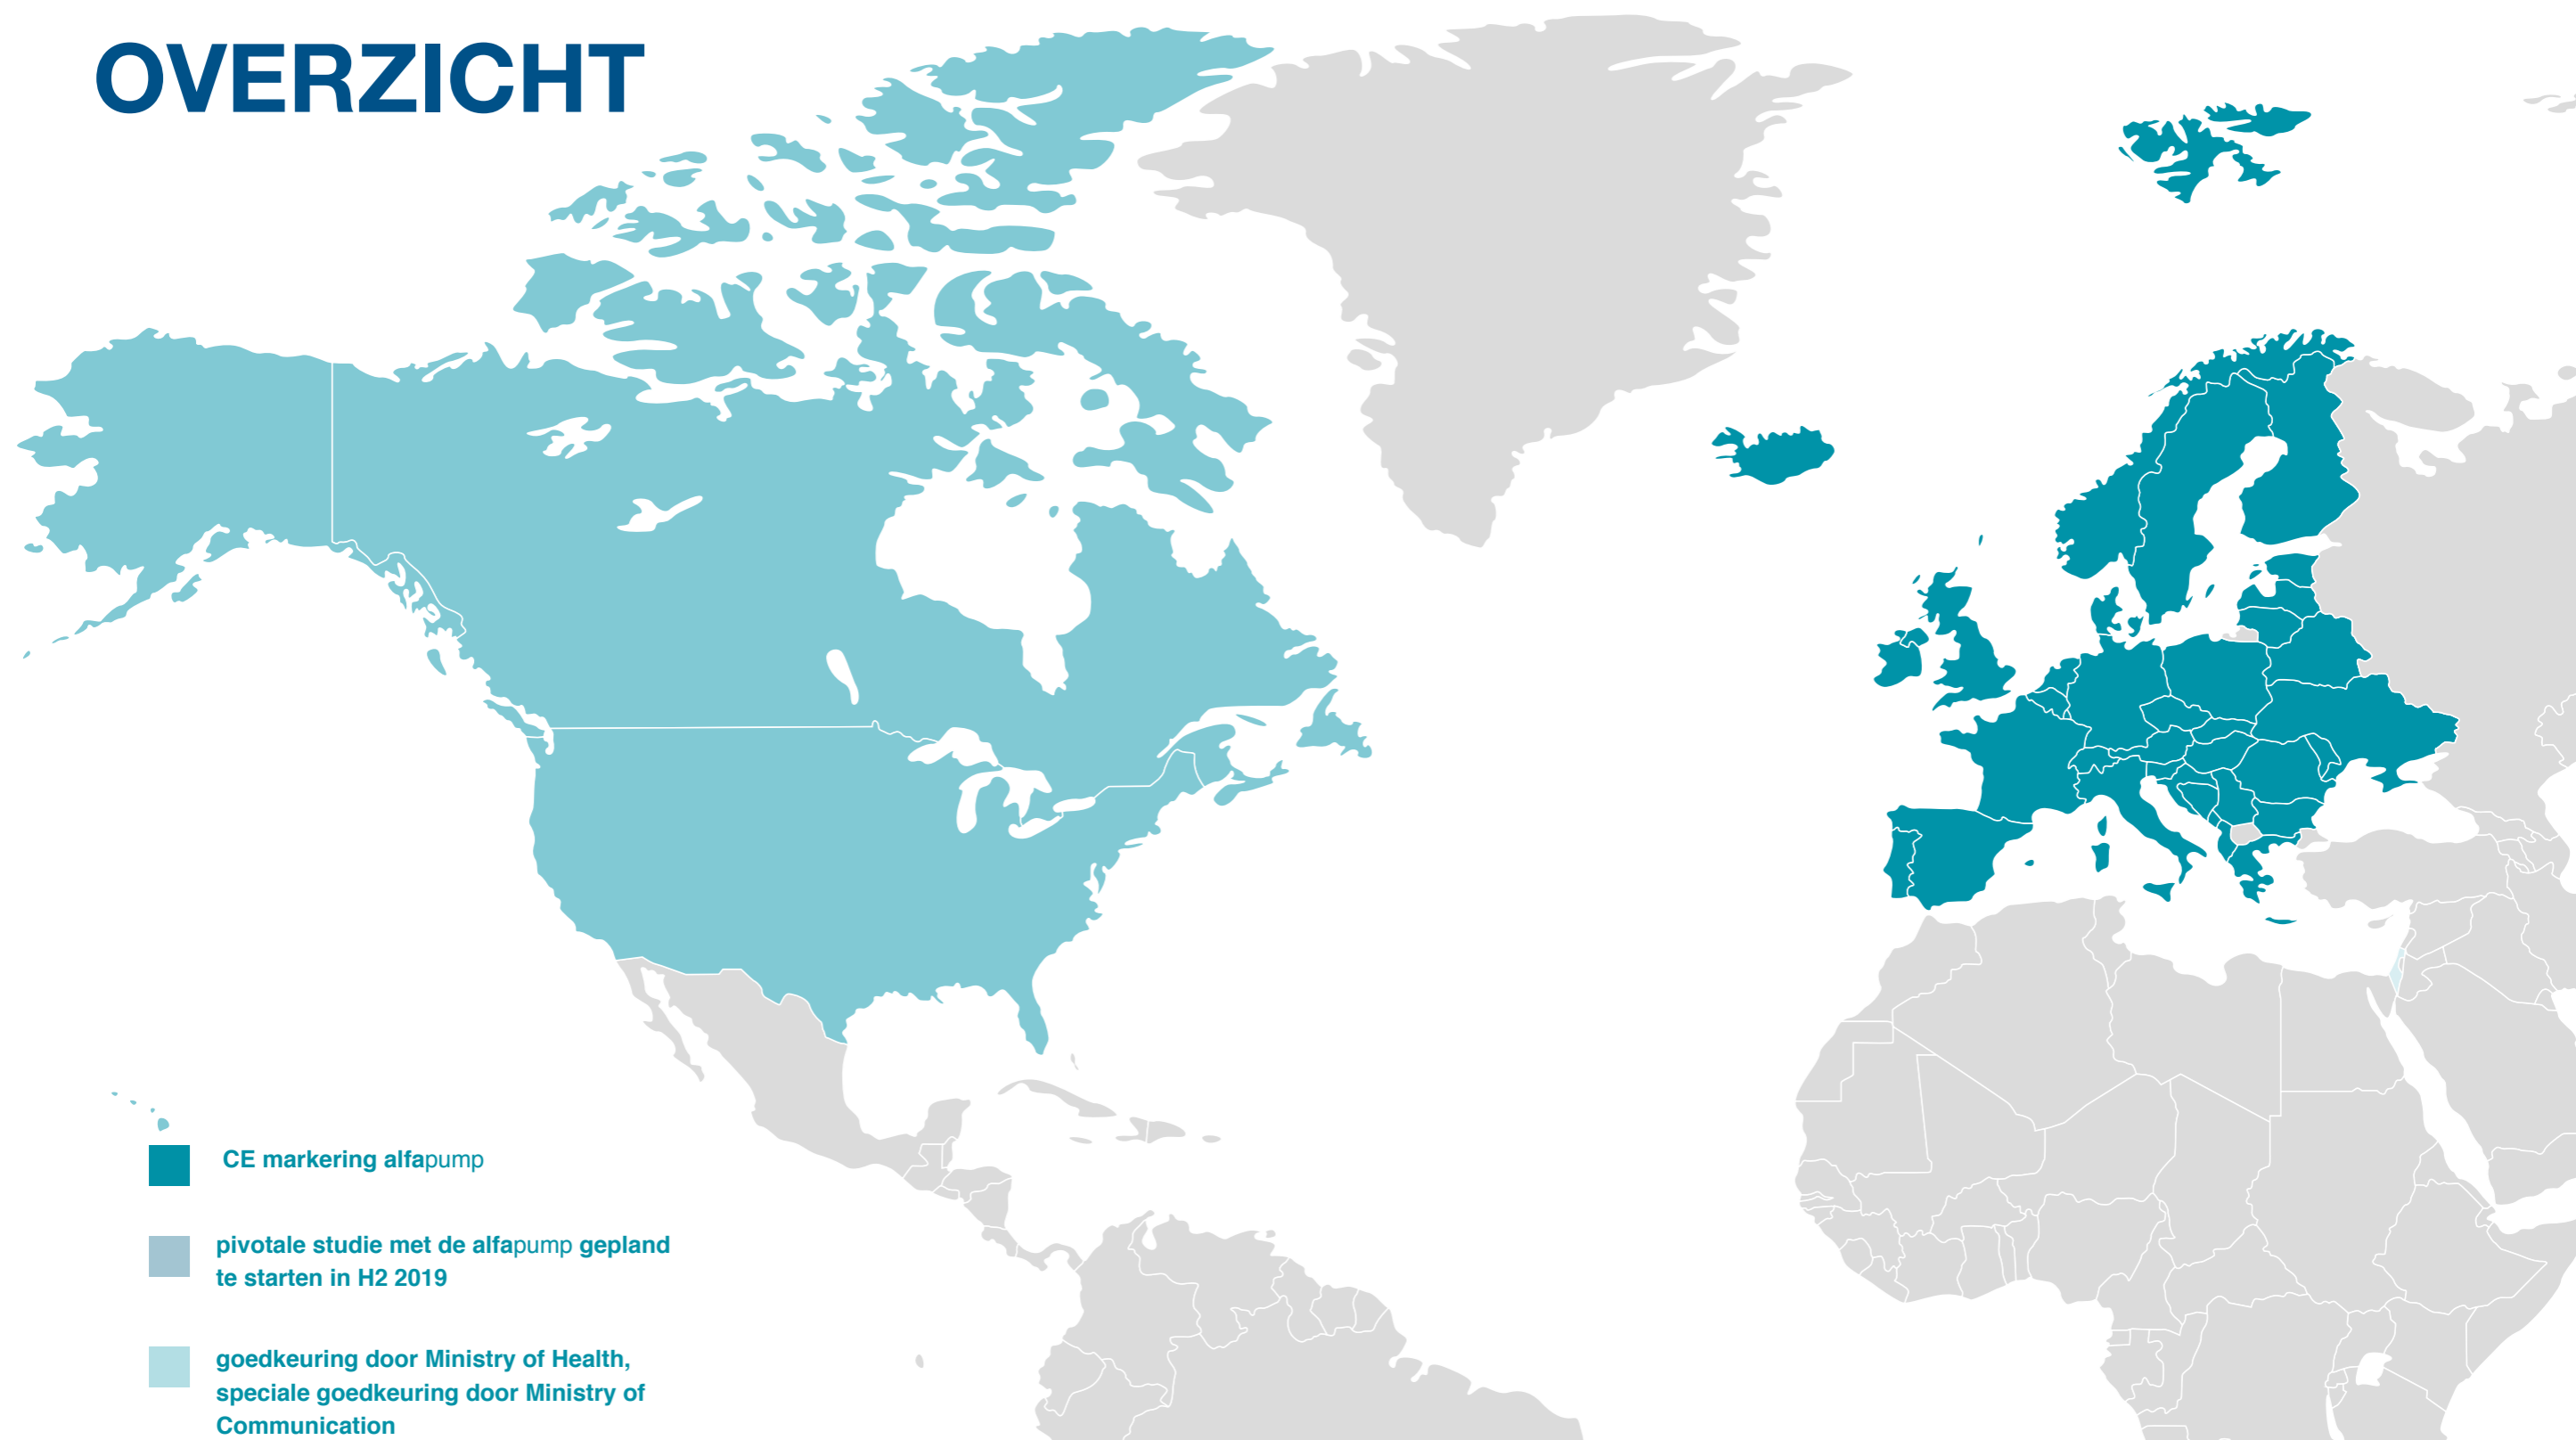 OVERZICHT
CE markering alfapump
pivotale studie met de alfapump gepland
te starten in H2 2019
goedkeuring door Ministry of Health,
speciale goedkeuring door Ministry of
Communication